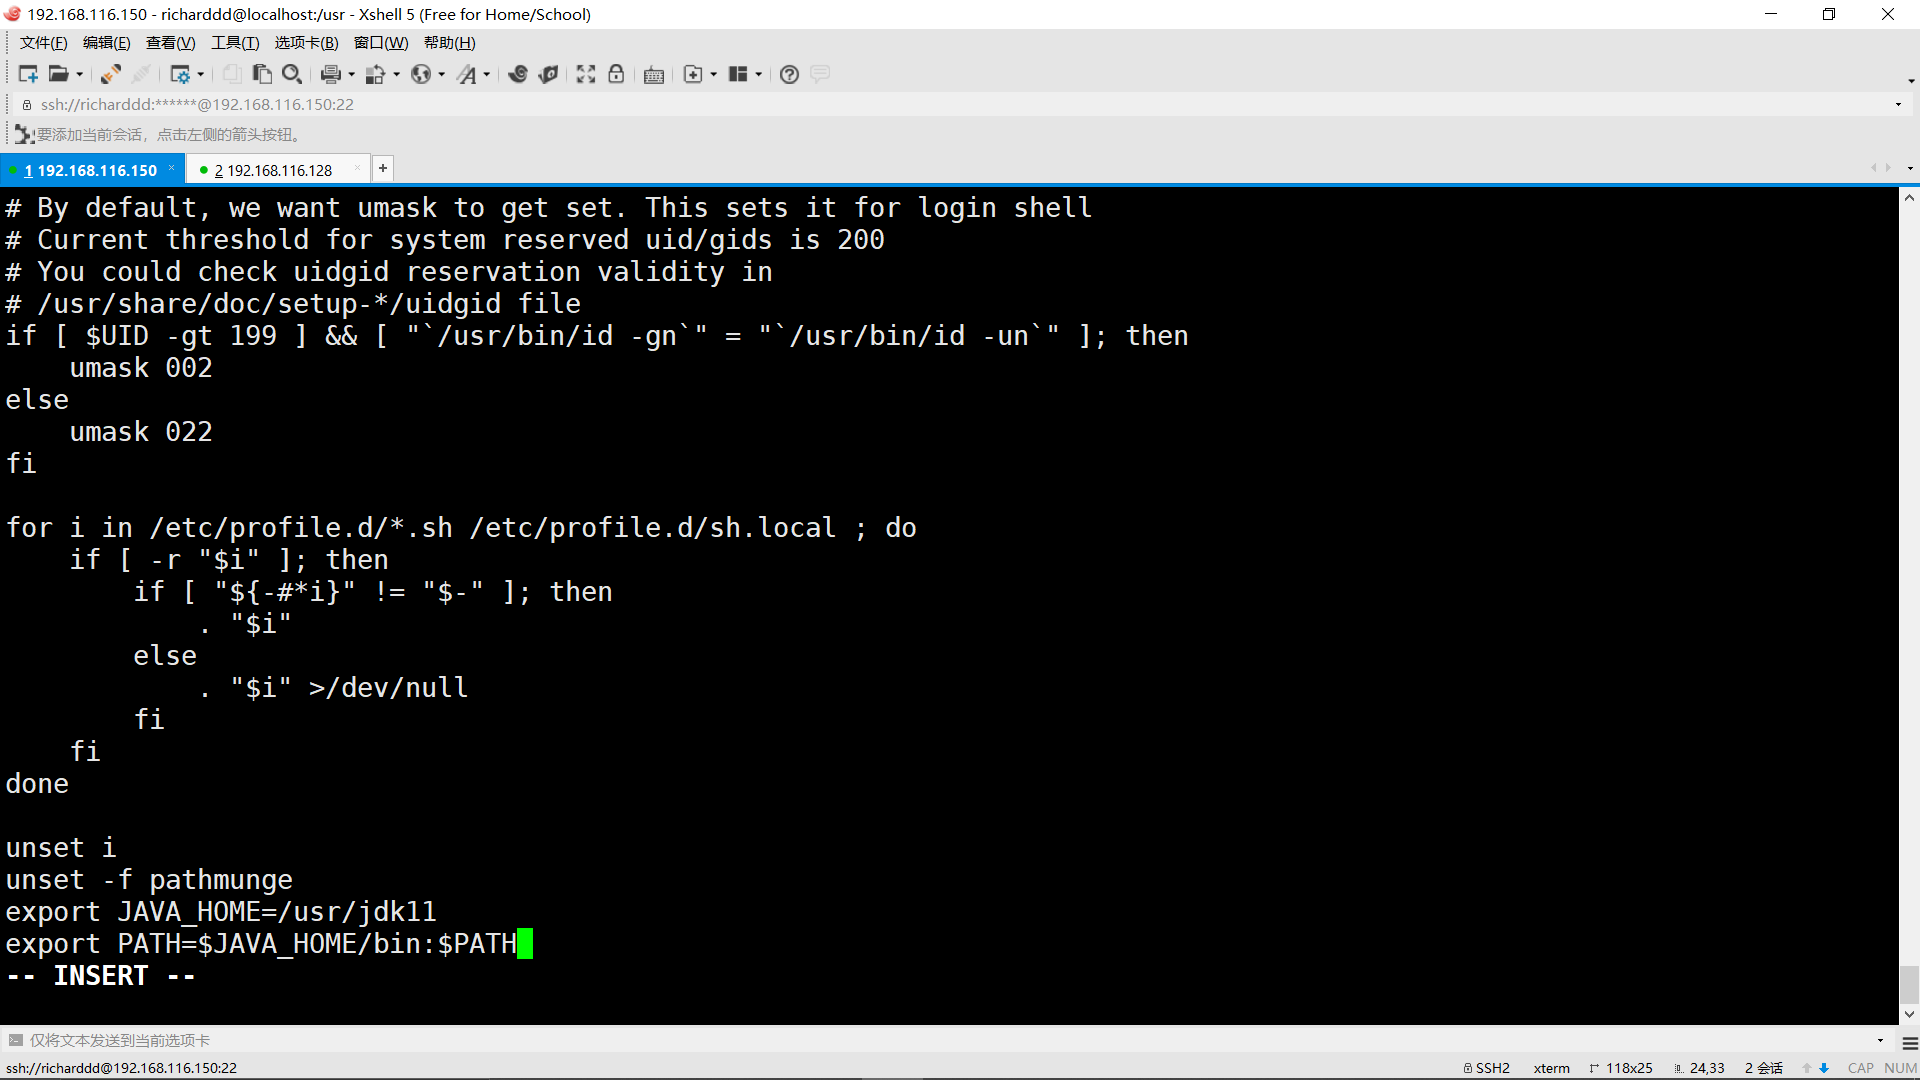 192.168.116.150 - richarddd@localhost:/usr - Xshell 5 (Free for Home/School)
文件(F) 编辑(E) 查看(V) 工具(T) 选项卡(B) 窗口(W) 帮助(H)
ssh://richarddd:******@192.168.116.150:22
要添加当前会话，点击左侧的箭头按钮。
1 192.168.116.150 × 2 192.168.116.128 × +
# By default, we want umask to get set. This sets it for login shell
# Current threshold for system reserved uid/gids is 200
# You could check uidgid reservation validity in
# /usr/share/doc/setup-*/uidgid file
if [ $UID -gt 199 ] && [ "`/usr/bin/id -gn`" = "`/usr/bin/id -un`" ]; then
    umask 002
else
    umask 022
fi
for i in /etc/profile.d/*.sh /etc/profile.d/sh.local ; do
    if [ -r "$i" ]; then
        if [ "${-#*i}" != "$-" ]; then
            . "$i"
        else
            . "$i" >/dev/null
        fi
    fi
done
unset i
unset -f pathmunge
export JAVA_HOME=/usr/jdk11
export PATH=$JAVA_HOME/bin:$PATH
-- INSERT --
仅将文本发送到当前选项卡
ssh://richarddd@192.168.116.150:22 SSH2 xterm 118x25 24,33 2 会话 CAP NUM